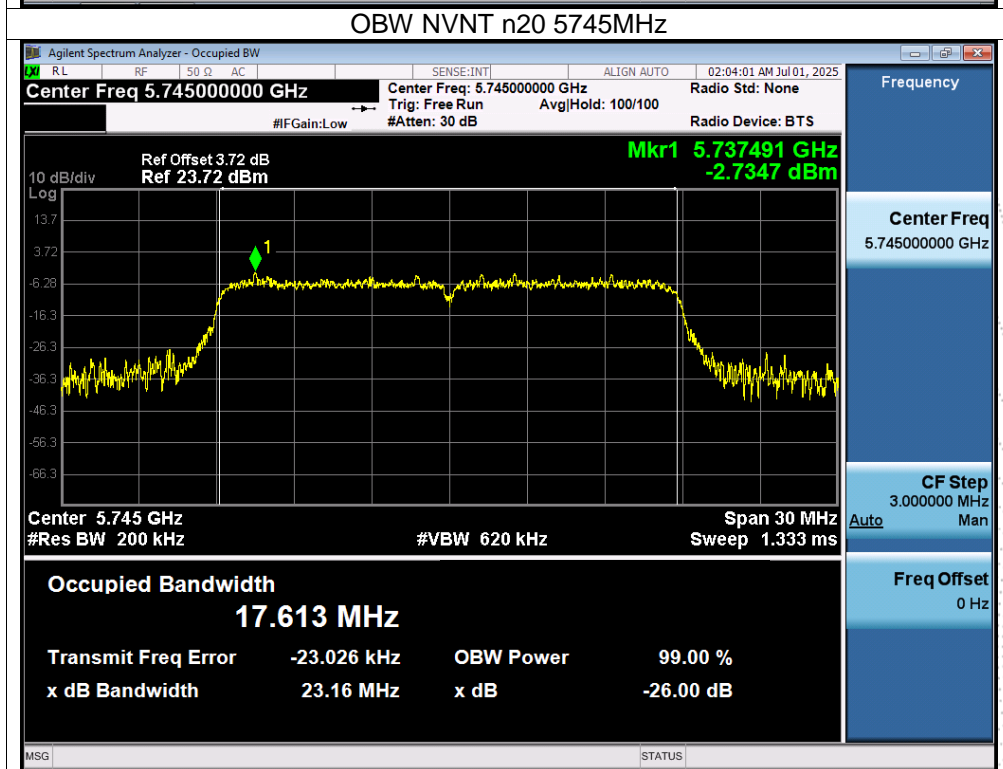 OBW NVNT n20 5745MHz
Agilent Spectrum Analyzer - Occupied BW
LXI RL RF 50 Ω AC SENSE:INT ALIGN AUTO 02:04:01 AM Jul 01, 2025
Center Freq 5.745000000 GHz Center Freq: 5.745000000 GHz Radio Std: None
Trig: Free Run Avg|Hold: 100/100
#IFGain:Low #Atten: 30 dB Radio Device: BTS
Frequency
Mkr1 5.737491 GHz
-2.7347 dBm
Ref Offset 3.72 dB
10 dB/div Ref 23.72 dBm
Log
13.7
3.72
-6.28
-16.3
-26.3
-36.3
-46.3
-56.3
-66.3
1
Center 5.745 GHz Span 30 MHz
#Res BW 200 kHz #VBW 620 kHz Sweep 1.333 ms
Center Freq
5.745000000 GHz
CF Step
3.000000 MHz
Auto Man
Freq Offset
0 Hz
Occupied Bandwidth
17.613 MHz
Transmit Freq Error -23.026 kHz OBW Power 99.00 %
x dB Bandwidth 23.16 MHz x dB -26.00 dB
MSG STATUS